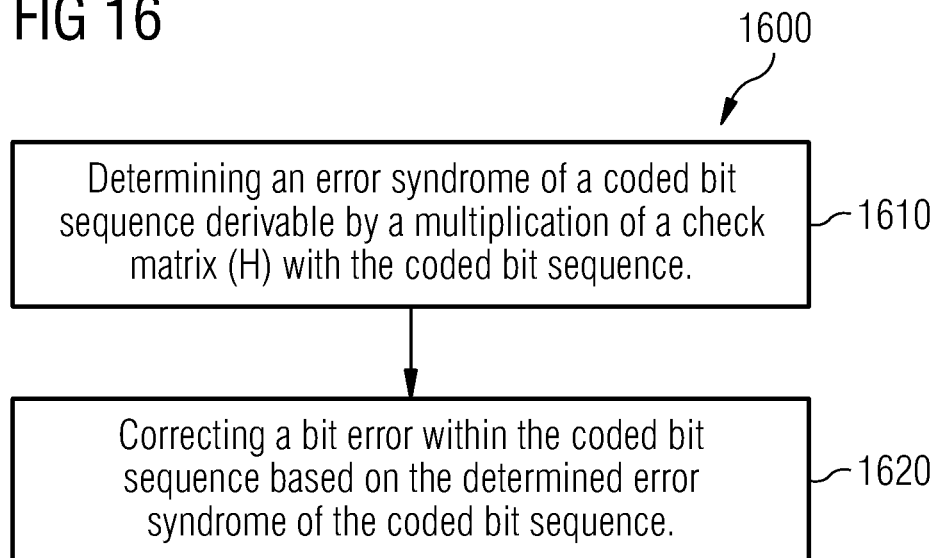 FIG 16
1600
Determining an error syndrome of a coded bit
sequence derivable by a multiplication of a check
matrix (H) with the coded bit sequence.
1610
Correcting a bit error within the coded bit
sequence based on the determined error
syndrome of the coded bit sequence.
1620